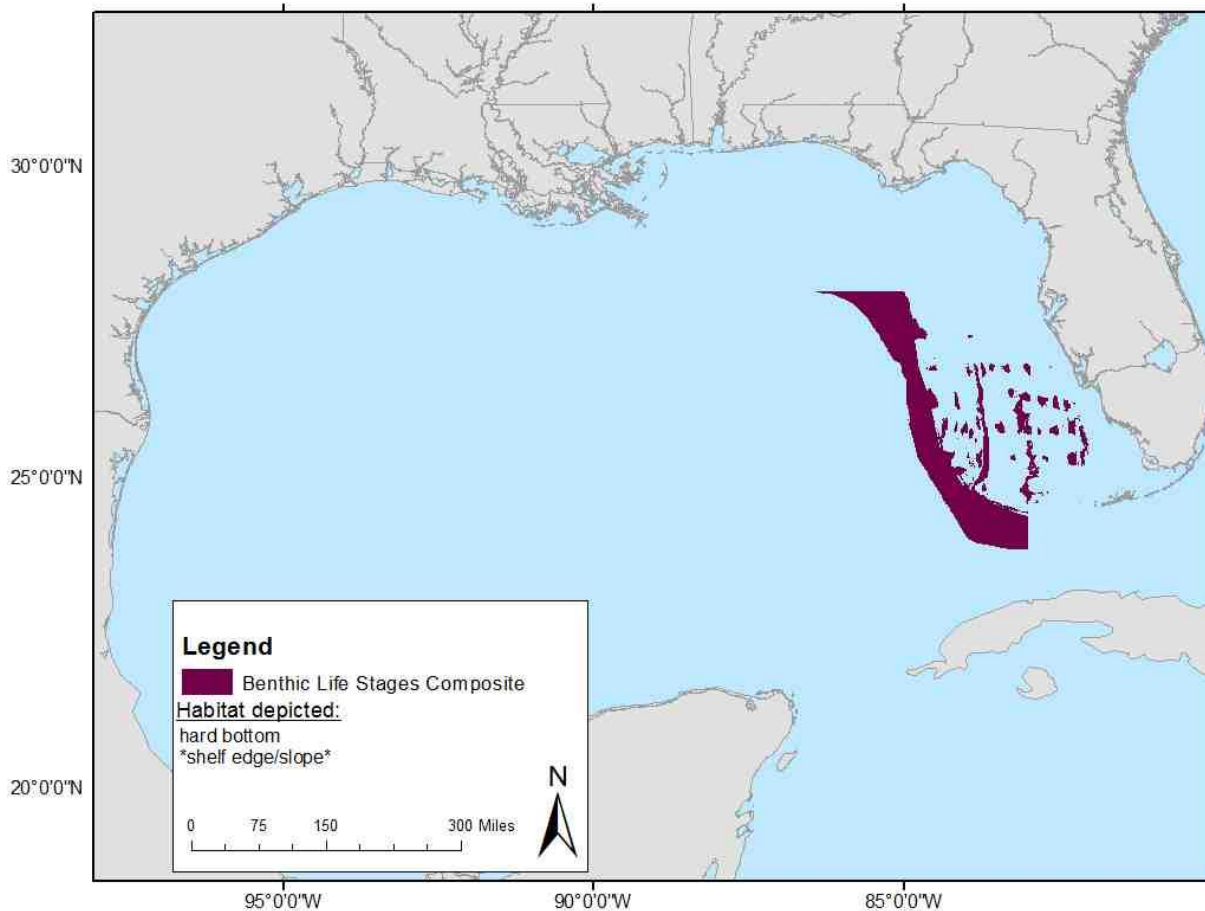 30°0'0"N
25°0'0"N
20°0'0"N
Legend
Benthic Life Stages Composite
Habitat depicted:
hard bottom
*shelf edge/slope*
N
0 75 150 300 Miles
95°0'0"W 90°0'0"W 85°0'0"W